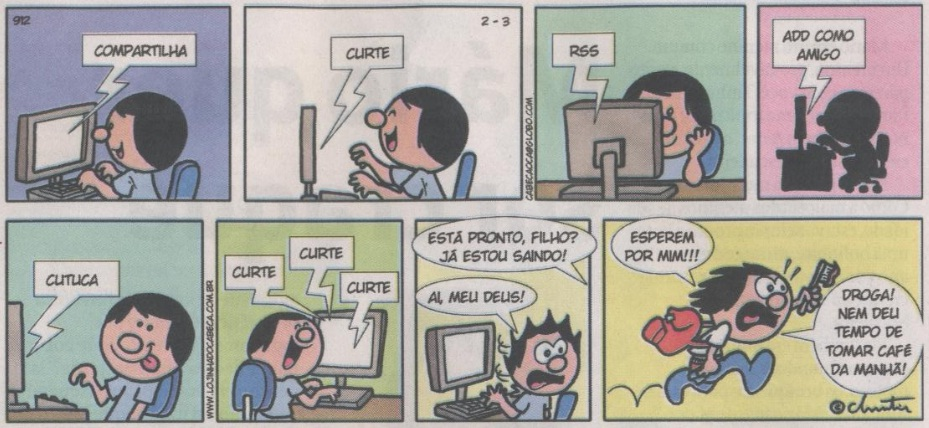 912
COMPARTILHA
2-3
CURTE
RSS
CABECAOCA@GLOBO.COM
ADD COMO
AMIGO
CUTUCA
WWW.LOJINHADOCABECA.COM.BR
CURTE
CURTE
CURTE
ESTÁ PRONTO, FILHO?
JÁ ESTOU SAINDO!
AI, MEU DEUS!
ESPEREM
POR MIM!!!
DROGA!
NEM DEU
TEMPO DE
TOMAR CAFÉ
DA MANHÃ!